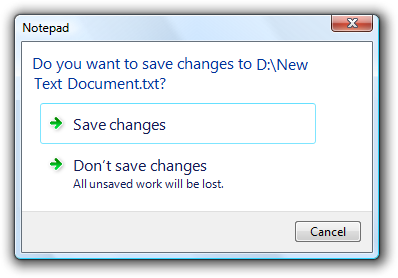 Notepad
Do you want to save changes to D:\New
Text Document.txt?
Save changes
Don't save changes
All unsaved work will be lost.
Cancel